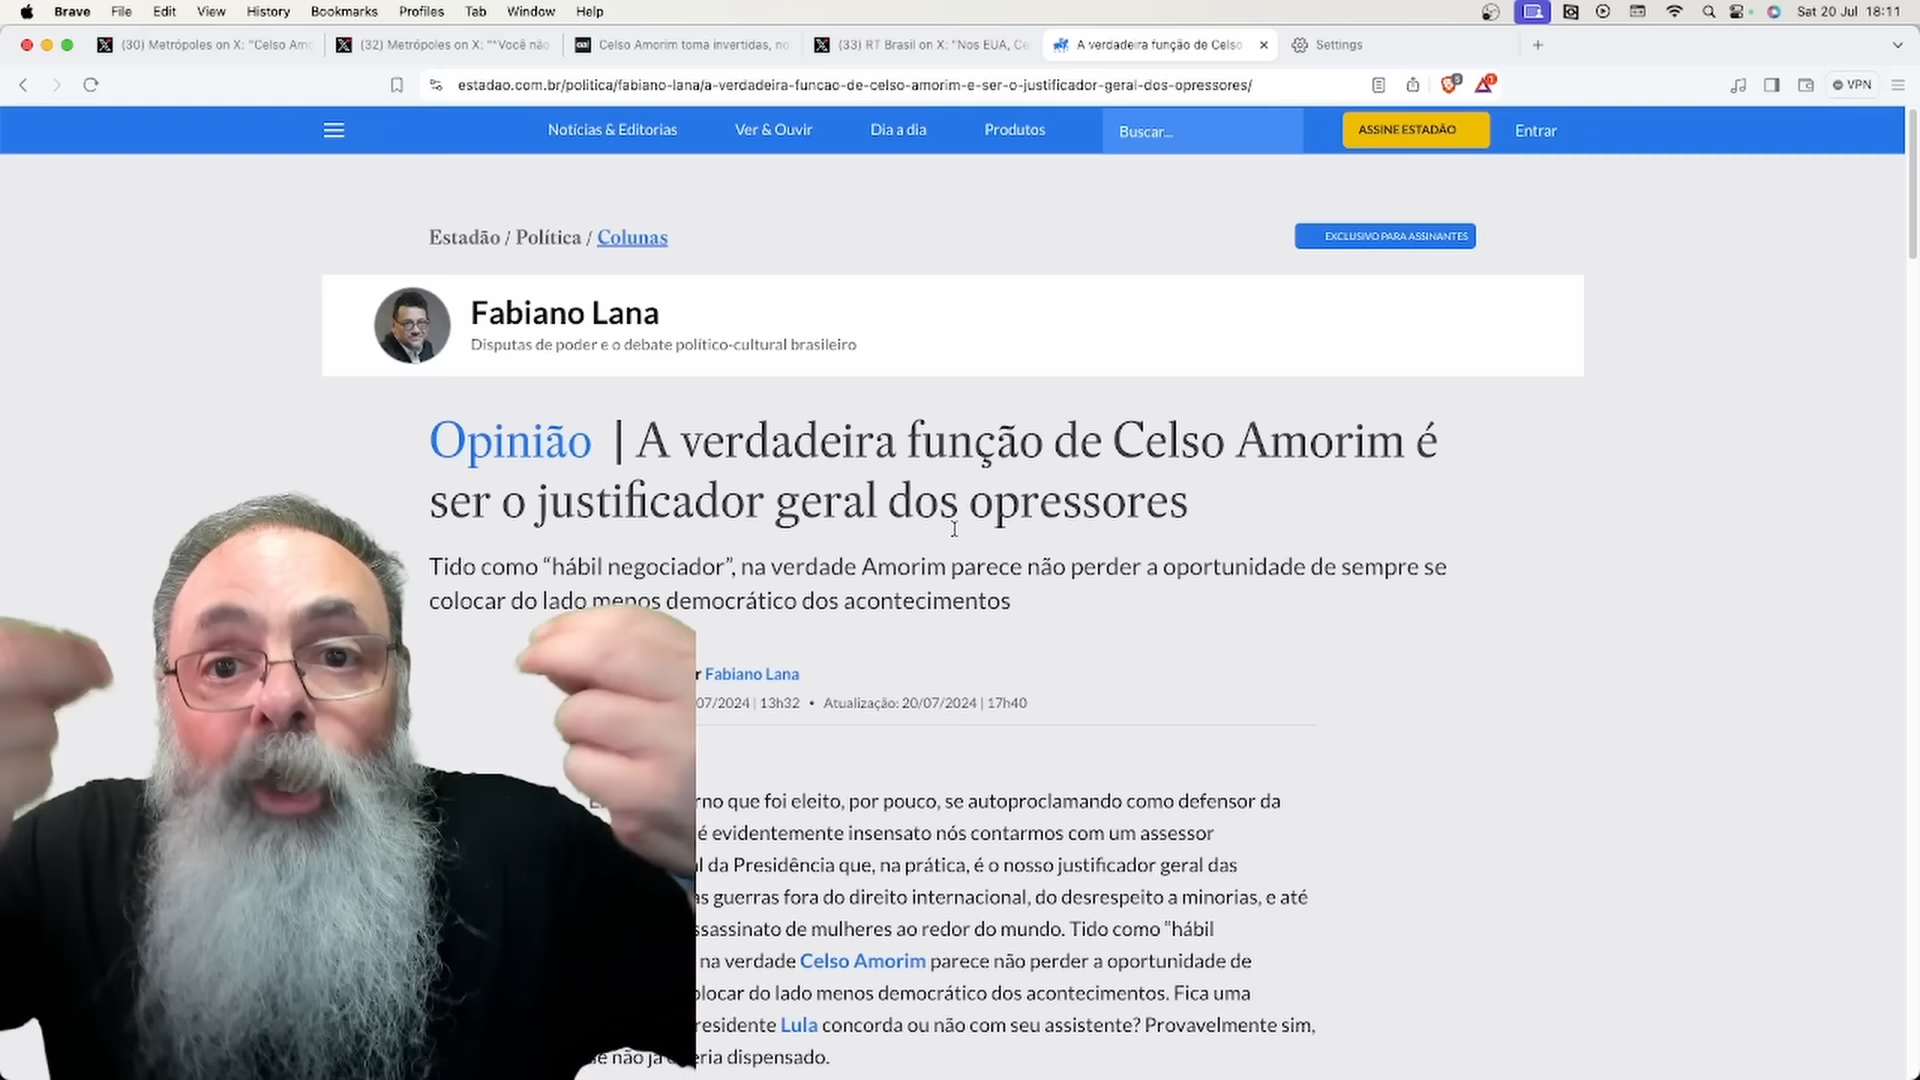 Brave File Edit View History Bookmarks Profiles Tab Window Help Sat 20 Jul 18:11
(30) Metrópoles on X: "Celso Amo (32) Metrópoles on X: ""Você não Celso Amorim toma invertidas, no (33) RT Brasil on X: "Nos EUA, Ce A verdadeira função de Celso Settings
estadao.com.br/politica/fabiano-lana/a-verdadeira-funcao-de-celso-amorim-e-ser-o-justificador-geral-dos-opressores/ VPN
Notícias & Editorias Ver & Ouvir Dia a dia Produtos Buscar... ASSINE ESTADÃO Entrar
Estadão / Política / Colunas EXCLUSIVO PARA ASSINANTES
Fabiano Lana
Disputas de poder e o debate político-cultural brasileiro
Opinião | A verdadeira função de Celso Amorim é
ser o justificador geral dos opressores
Tido como “hábil negociador”, na verdade Amorim parece não perder a oportunidade de sempre se
colocar do lado menos democrático dos acontecimentos
r Fabiano Lana
07/2024 | 13h32 • Atualização: 20/07/2024 | 17h40
rno que foi eleito, por pouco, se autoproclamando como defensor da
é evidentemente insensato nós contarmos com um assessor
l da Presidência que, na prática, é o nosso justificador geral das
as guerras fora do direito internacional, do desrespeito a minorias, e até
ssassinato de mulheres ao redor do mundo. Tido como “hábil
na verdade Celso Amorim parece não perder a oportunidade de
olocar do lado menos democrático dos acontecimentos. Fica uma
residente Lula concorda ou não com seu assistente? Provavelmente sim,
não já eria dispensado.